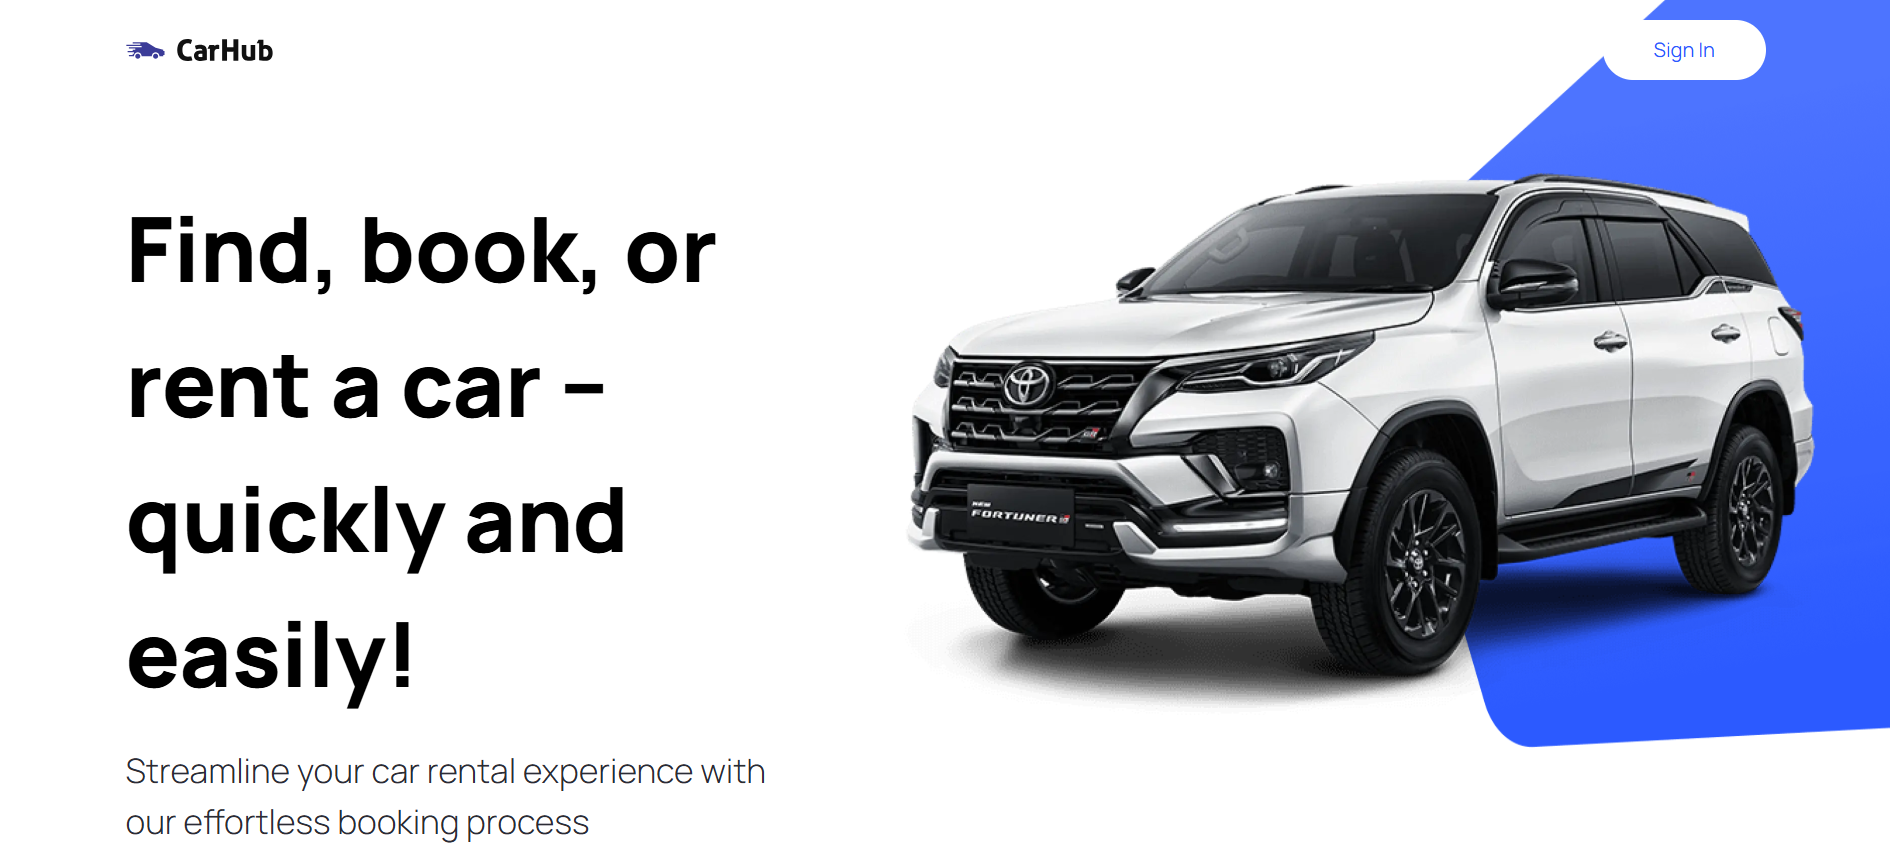 CarHub
Sign In
Find, book, or
rent a car –
quickly and
easily!
Streamline your car rental experience with
our effortless booking process
NEW
FORTUNER